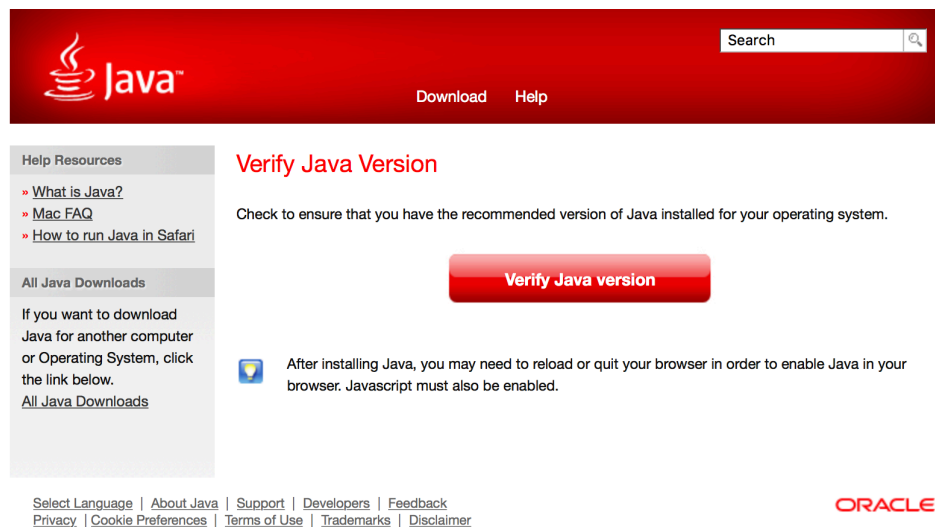 Search
Java™
Download Help
Help Resources
» What is Java?
» Mac FAQ
» How to run Java in Safari
All Java Downloads
If you want to download
Java for another computer
or Operating System, click
the link below.
All Java Downloads
Verify Java Version
Check to ensure that you have the recommended version of Java installed for your operating system.
Verify Java version
After installing Java, you may need to reload or quit your browser in order to enable Java in your
browser. Javascript must also be enabled.
Select Language | About Java | Support | Developers | Feedback
Privacy | Cookie Preferences | Terms of Use | Trademarks | Disclaimer
ORACLE